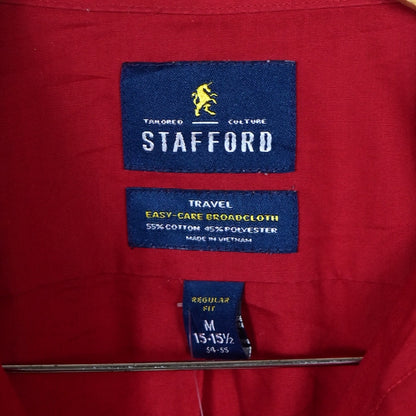 TAILORED CULTURE
STAFFORD
TRAVEL
EASY-CARE BROADCLOTH
55% COTTON 45% POLYESTER
MADE IN VIETNAM
REGULAR
FIT
M
15-15½